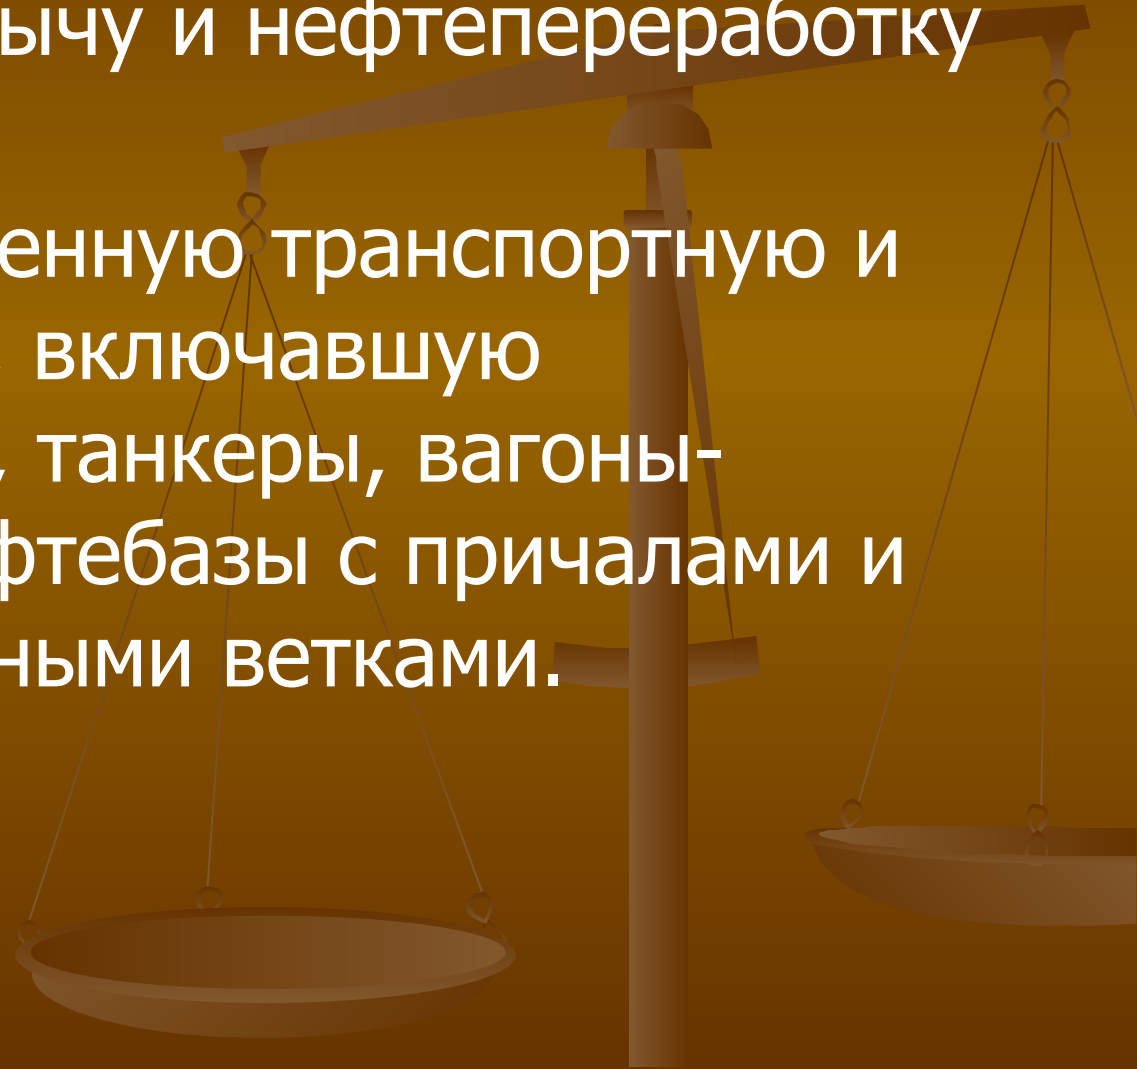 ычу и нефтепереработку
енную транспортную и
, включавшую
, танкеры, вагоны-
фтебазы с причалами и
ными ветками.